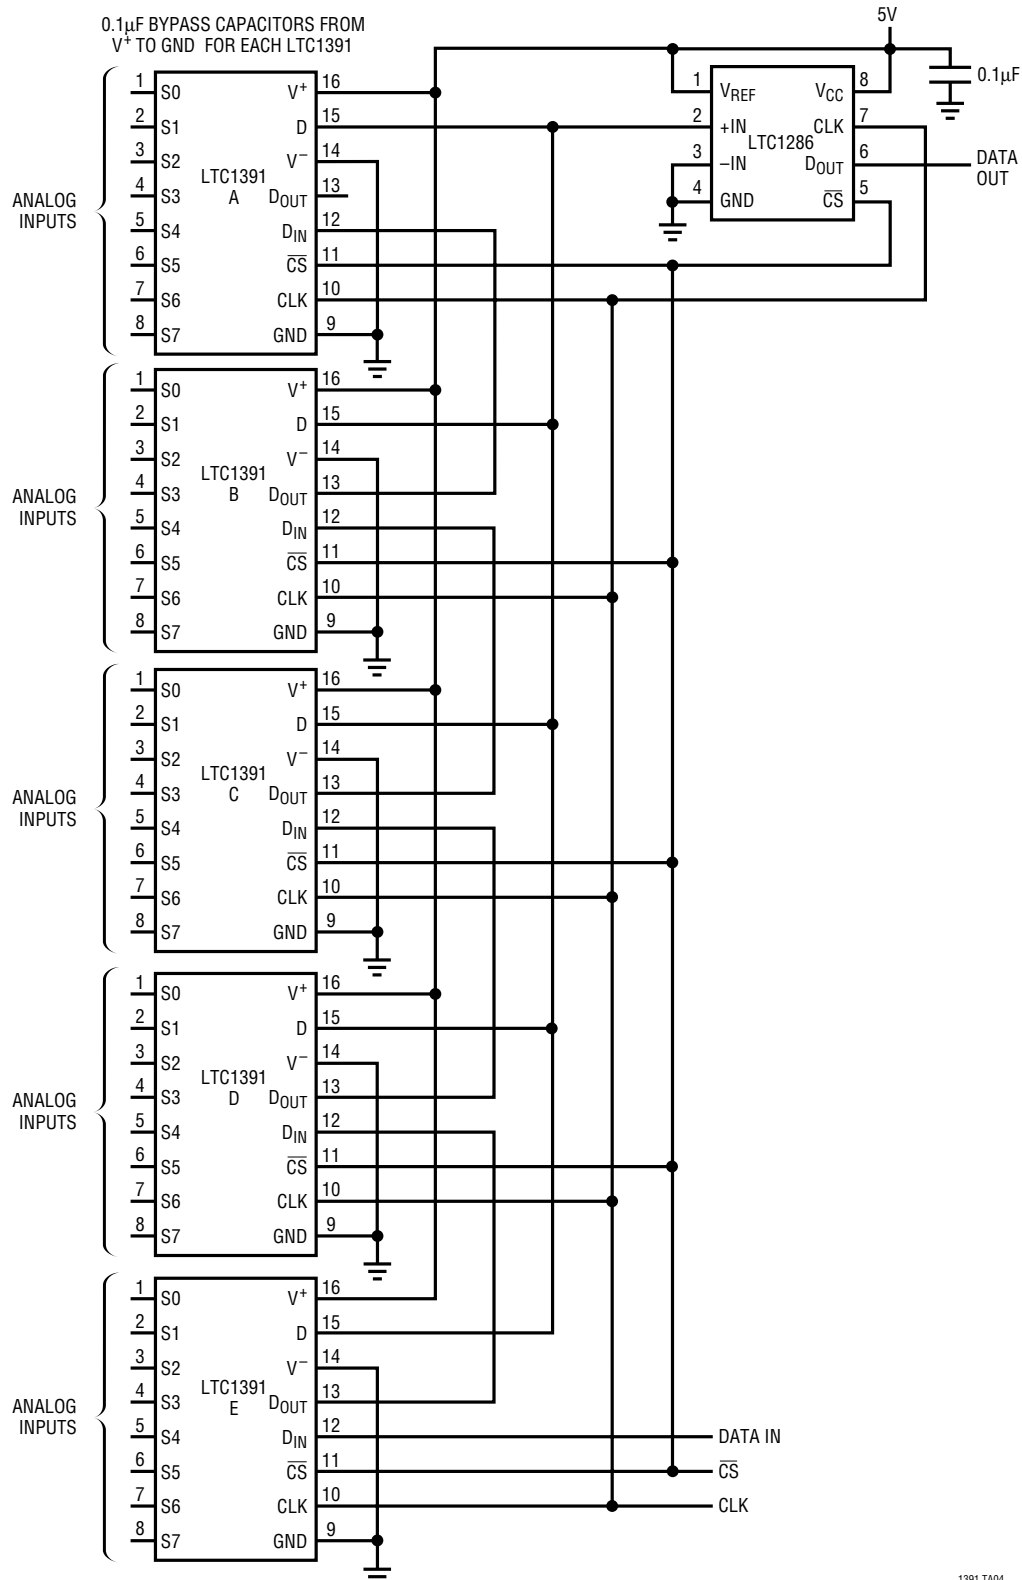 0.1μF BYPASS CAPACITORS FROM
V+ TO GND FOR EACH LTC1391
5V
0.1μF
1 VREF
2 +IN
3 –IN
4 GND
LTC1286
VCC 8
CLK 7
DOUT 6
CS 5
DATA
OUT
ANALOG
INPUTS
LTC1391
A
1 S0 V+ 16
2 S1 D 15
3 S2 V– 14
4 S3 DOUT 13
5 S4 DIN 12
6 S5 CS 11
7 S6 CLK 10
8 S7 GND 9
ANALOG
INPUTS
LTC1391
B
1 S0 V+ 16
2 S1 D 15
3 S2 V– 14
4 S3 DOUT 13
5 S4 DIN 12
6 S5 CS 11
7 S6 CLK 10
8 S7 GND 9
ANALOG
INPUTS
LTC1391
C
1 S0 V+ 16
2 S1 D 15
3 S2 V– 14
4 S3 DOUT 13
5 S4 DIN 12
6 S5 CS 11
7 S6 CLK 10
8 S7 GND 9
ANALOG
INPUTS
LTC1391
D
1 S0 V+ 16
2 S1 D 15
3 S2 V– 14
4 S3 DOUT 13
5 S4 DIN 12
6 S5 CS 11
7 S6 CLK 10
8 S7 GND 9
ANALOG
INPUTS
LTC1391
E
1 S0 V+ 16
2 S1 D 15
3 S2 V– 14
4 S3 DOUT 13
5 S4 DIN 12 DATA IN
6 S5 CS 11 CS
7 S6 CLK 10 CLK
8 S7 GND 9
1391 TA04